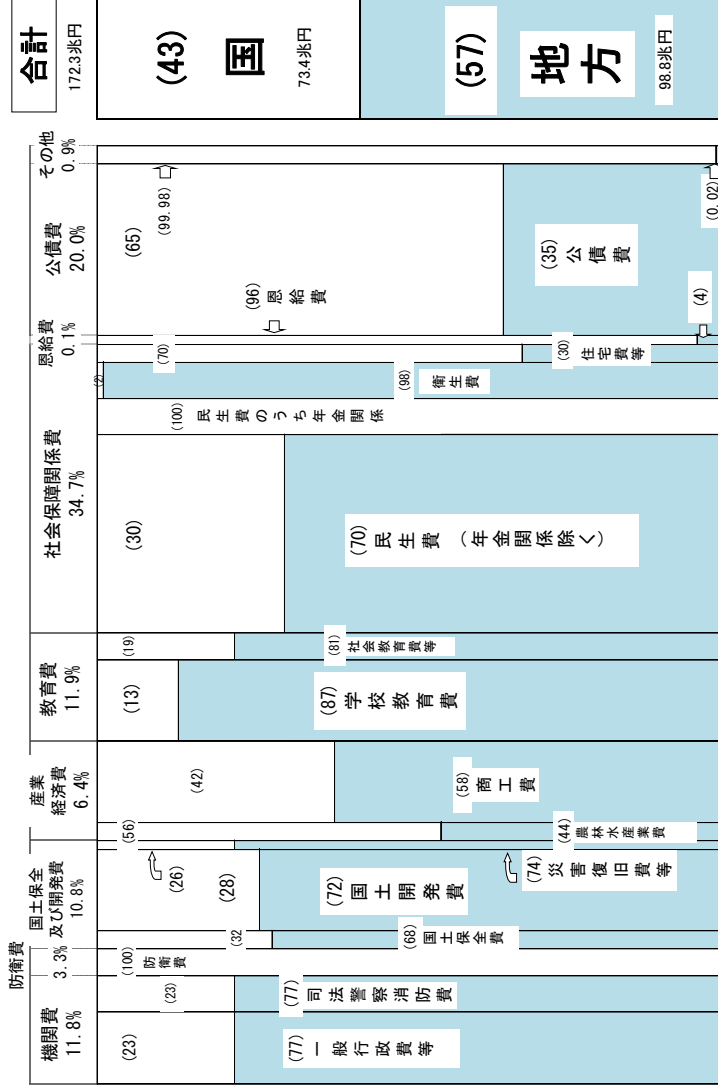 合計
172.3兆円
(43)
国
73.4兆円
(57)
地方
98.8兆円
機関費
11.8%
(23)
(77)
一般行政費等
(23)
(77)
司法警察消防費
防衛費
3.3%
(100)
防衛費
国土保全
及び開発費
10.8%
(32
(68)
国土保全費
(28)
(72)
国土開発費
(26)
(74)
災害復旧費等
産業
経済費
6.4%
(56)
(44)
農林水産業費
(42)
(58)
商工費
教育費
11.9%
(13)
(87)
学校教育費
(19)
(81)
社会教育費等
社会保障関係費
34.7%
(30)
(70)
民生費（年金関係除く）
(100)
民生費のうち年金関係
(2)
(98)
衛生費
(70)
(30)
住宅費等
恩給費
0.1%
(96)
恩給費
(4)
公債費
20.0%
(65)
(35)
公債費
その他
0.9%
(99.98)
(0.02)